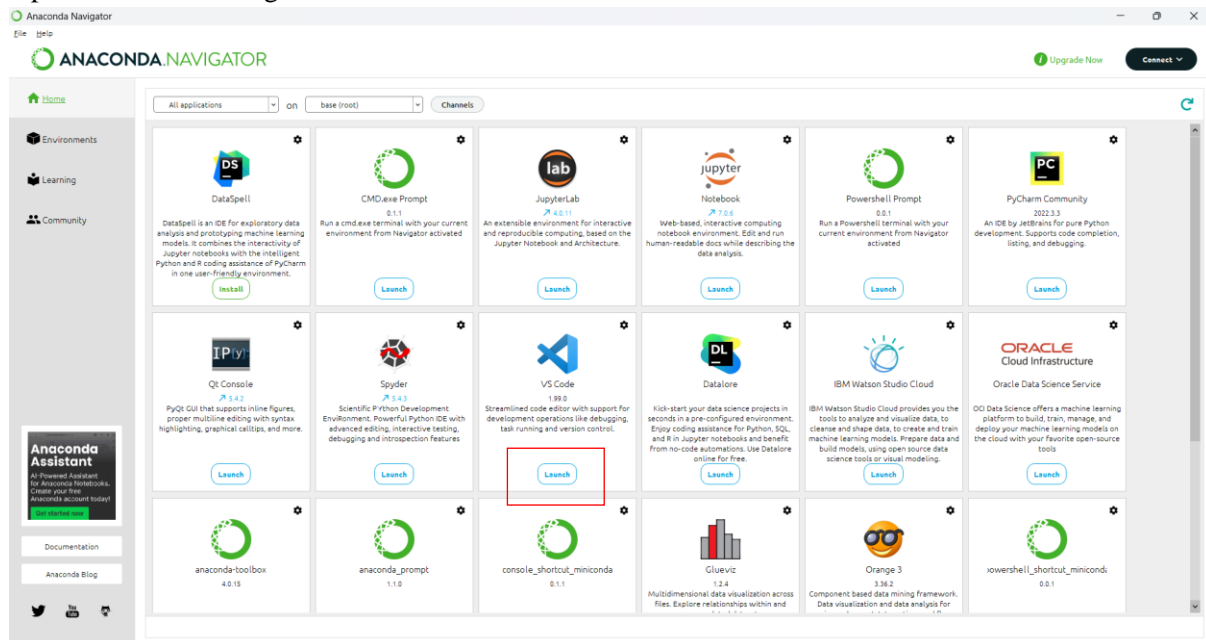 Anaconda Navigator
File Help
ANACONDA.NAVIGATOR
Upgrade Now
Connect
Home
Environments
Learning
Community
All applications
on
base (root)
Channels
DS
DataSpell
DataSpell is an IDE for exploratory data
analysis and prototyping machine learning
models. It combines the interactivity of
Jupyter notebooks with the intelligent
Python and R coding assistance of PyCharm
in one user-friendly environment.
Install
CMD.exe Prompt
0.1.1
Run a cmd.exe terminal with your current
environment from Navigator activated
Launch
lab
JupyterLab
4.0.11
An extensible environment for interactive
and reproducible computing, based on the
Jupyter Notebook and Architecture.
Launch
jupyter
Notebook
7.0.6
Web-based, interactive computing
notebook environment. Edit and run
human-readable docs while describing the
data analysis.
Launch
Powershell Prompt
0.0.1
Run a Powershell terminal with your
current environment from Navigator
activated
Launch
PC
PyCharm Community
2022.3.3
An IDE by JetBrains for pure Python
development. Supports code completion,
listing, and debugging.
Launch
IP[y]:
Qt Console
5.4.2
PyQt GUI that supports inline figures,
proper multiline editing with syntax
highlighting, graphical calltips, and more.
Launch
Spyder
5.4.3
Scientific PYthon Development
EnviRonment. Powerful Python IDE with
advanced editing, interactive testing,
debugging and introspection features
Launch
VS Code
1.99.0
Streamlined code editor with support for
development operations like debugging,
task running and version control.
Launch
DL
Datalore
Kick-start your data science projects in
seconds in a pre-configured environment.
Enjoy coding assistance for Python, SQL,
and R in Jupyter notebooks and benefit
from no-code automations. Use Datalore
online for free.
Launch
IBM Watson Studio Cloud
IBM Watson Studio Cloud provides you the
tools to analyze and visualize data, to
cleanse and shape data, to create and train
machine learning models. Prepare data and
build models, using open source data
science tools or visual modeling.
Launch
ORACLE
Cloud Infrastructure
Oracle Data Science Service
OCI Data Science offers a machine learning
platform to build, train, manage, and
deploy your machine learning models on
the cloud with your favorite open-source
tools
Launch
anaconda-toolbox
4.0.15
anaconda_prompt
1.1.0
console_shortcut_miniconda
0.1.1
Glueviz
1.2.4
Multidimensional data visualization across
files. Explore relationships within and
Orange 3
3.36.2
Component based data mining framework.
Data visualization and data analysis for
powershell_shortcut_miniconda
0.0.1
Anaconda
Assistant
AI-Powered Assistant
for Anaconda Notebooks.
Create your free
Anaconda account today!
Get started now
Documentation
Anaconda Blog
You
Tube